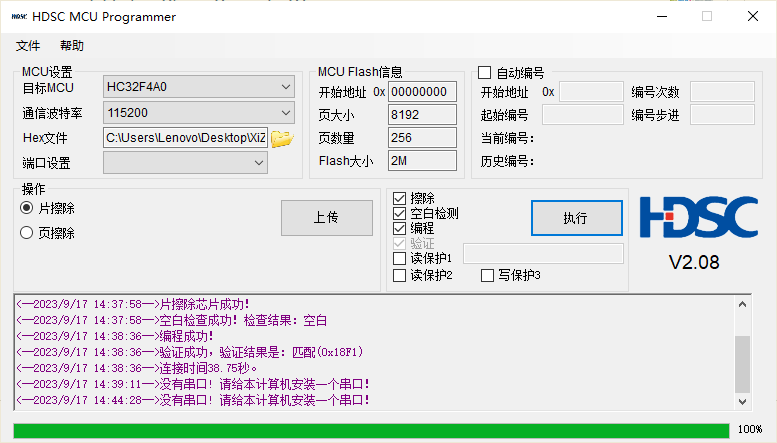 HDSC HDSC MCU Programmer
文件 帮助
MCU设置
目标MCU HC32F4A0
通信波特率 115200
Hex文件 C:\Users\Lenovo\Desktop\XiZ
端口设置
MCU Flash信息
开始地址 0x 00000000
页大小 8192
页数量 256
Flash大小 2M
自动编号
开始地址 0x 编号次数
起始编号 编号步进
当前编号:
历史编号:
操作
片擦除
页擦除
上传
擦除
空白检测
编程
验证
读保护1
读保护2 写保护3
执行
HDSC
V2.08
<—2023/9/17 14:37:58—>片擦除芯片成功!
<—2023/9/17 14:37:58—>空白检查成功! 检查结果: 空白
<—2023/9/17 14:38:36—>编程成功!
<—2023/9/17 14:38:36—>验证成功, 验证结果是: 匹配(0x18F1)
<—2023/9/17 14:38:36—>连接时间38.75秒。
<—2023/9/17 14:39:11—>没有串口! 请给本计算机安装一个串口!
<—2023/9/17 14:44:28—>没有串口! 请给本计算机安装一个串口!
100%